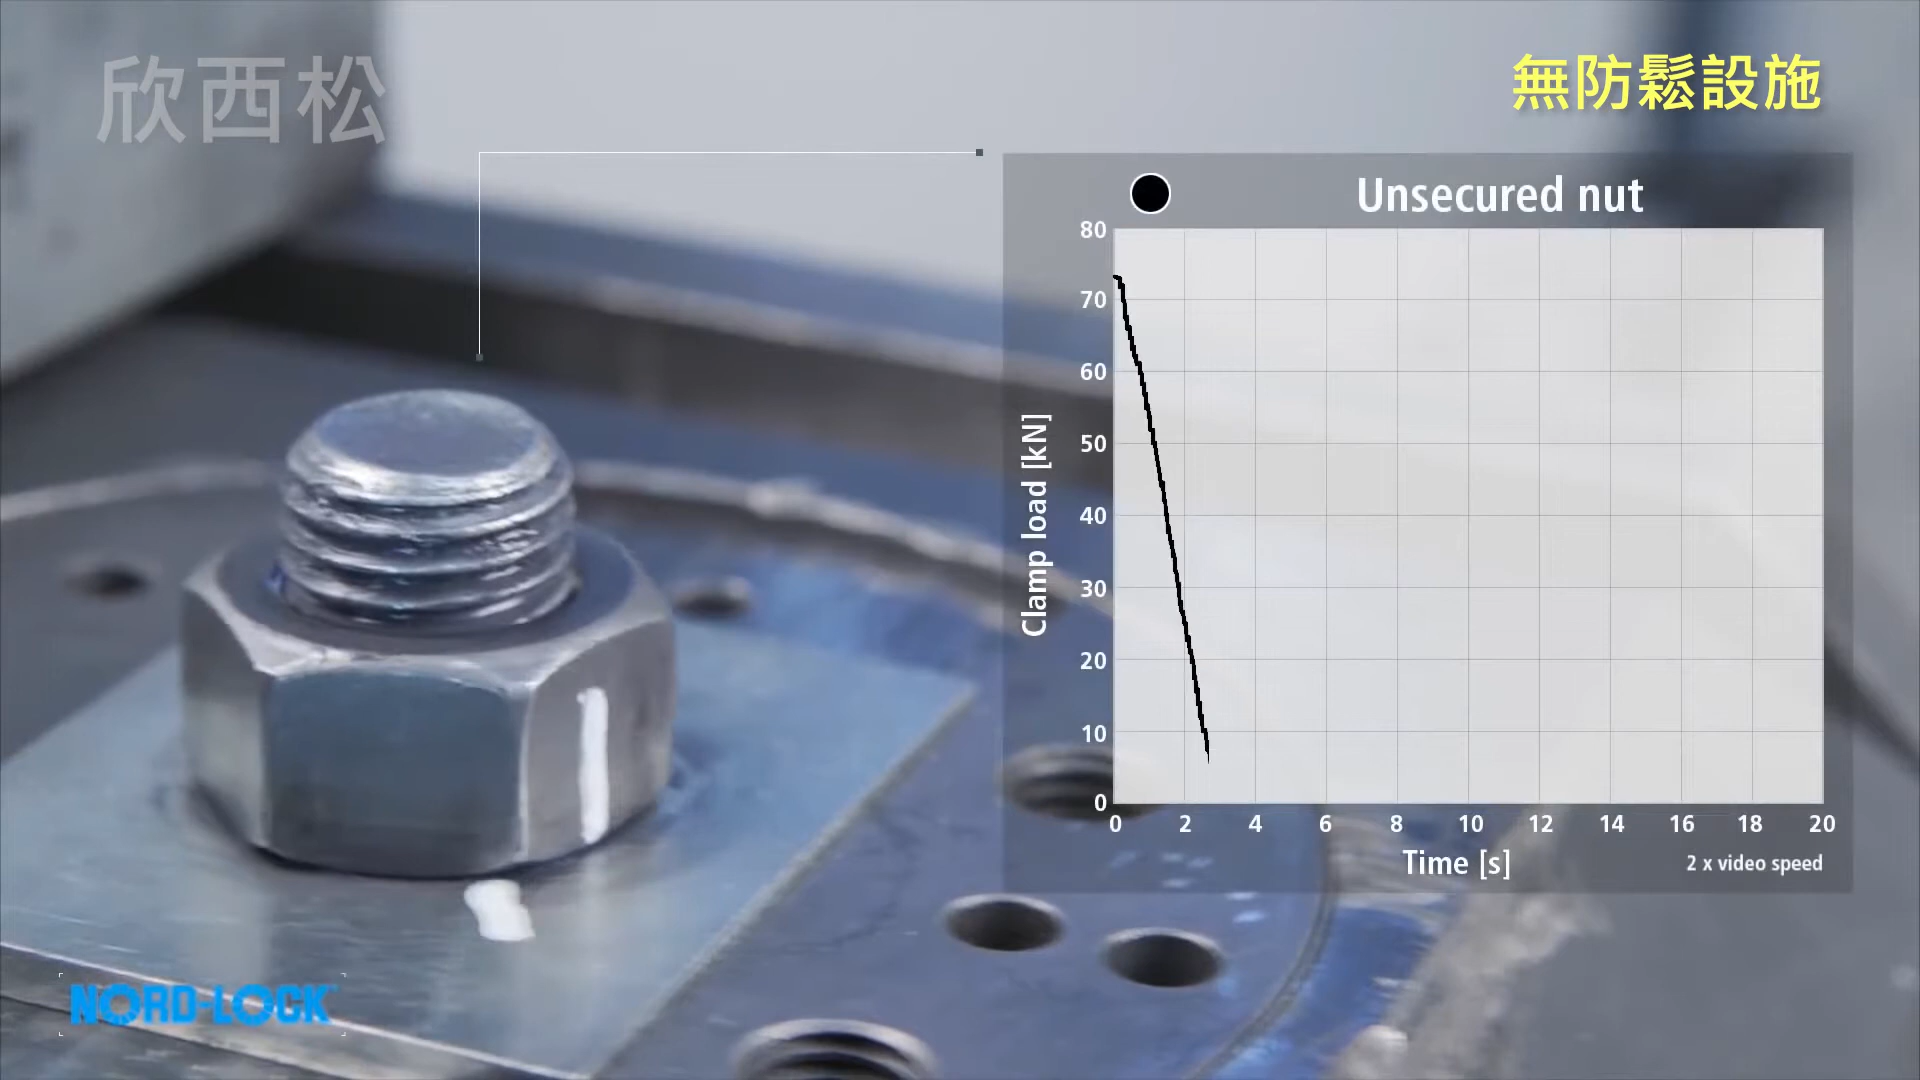 欣西松
無防鬆設施
Unsecured nut
80
70
60
50
40
30
20
10
0
Clamp load [kN]
0 2 4 6 8 10 12 14 16 18 20
Time [s]
2 x video speed
NORD-LOCK